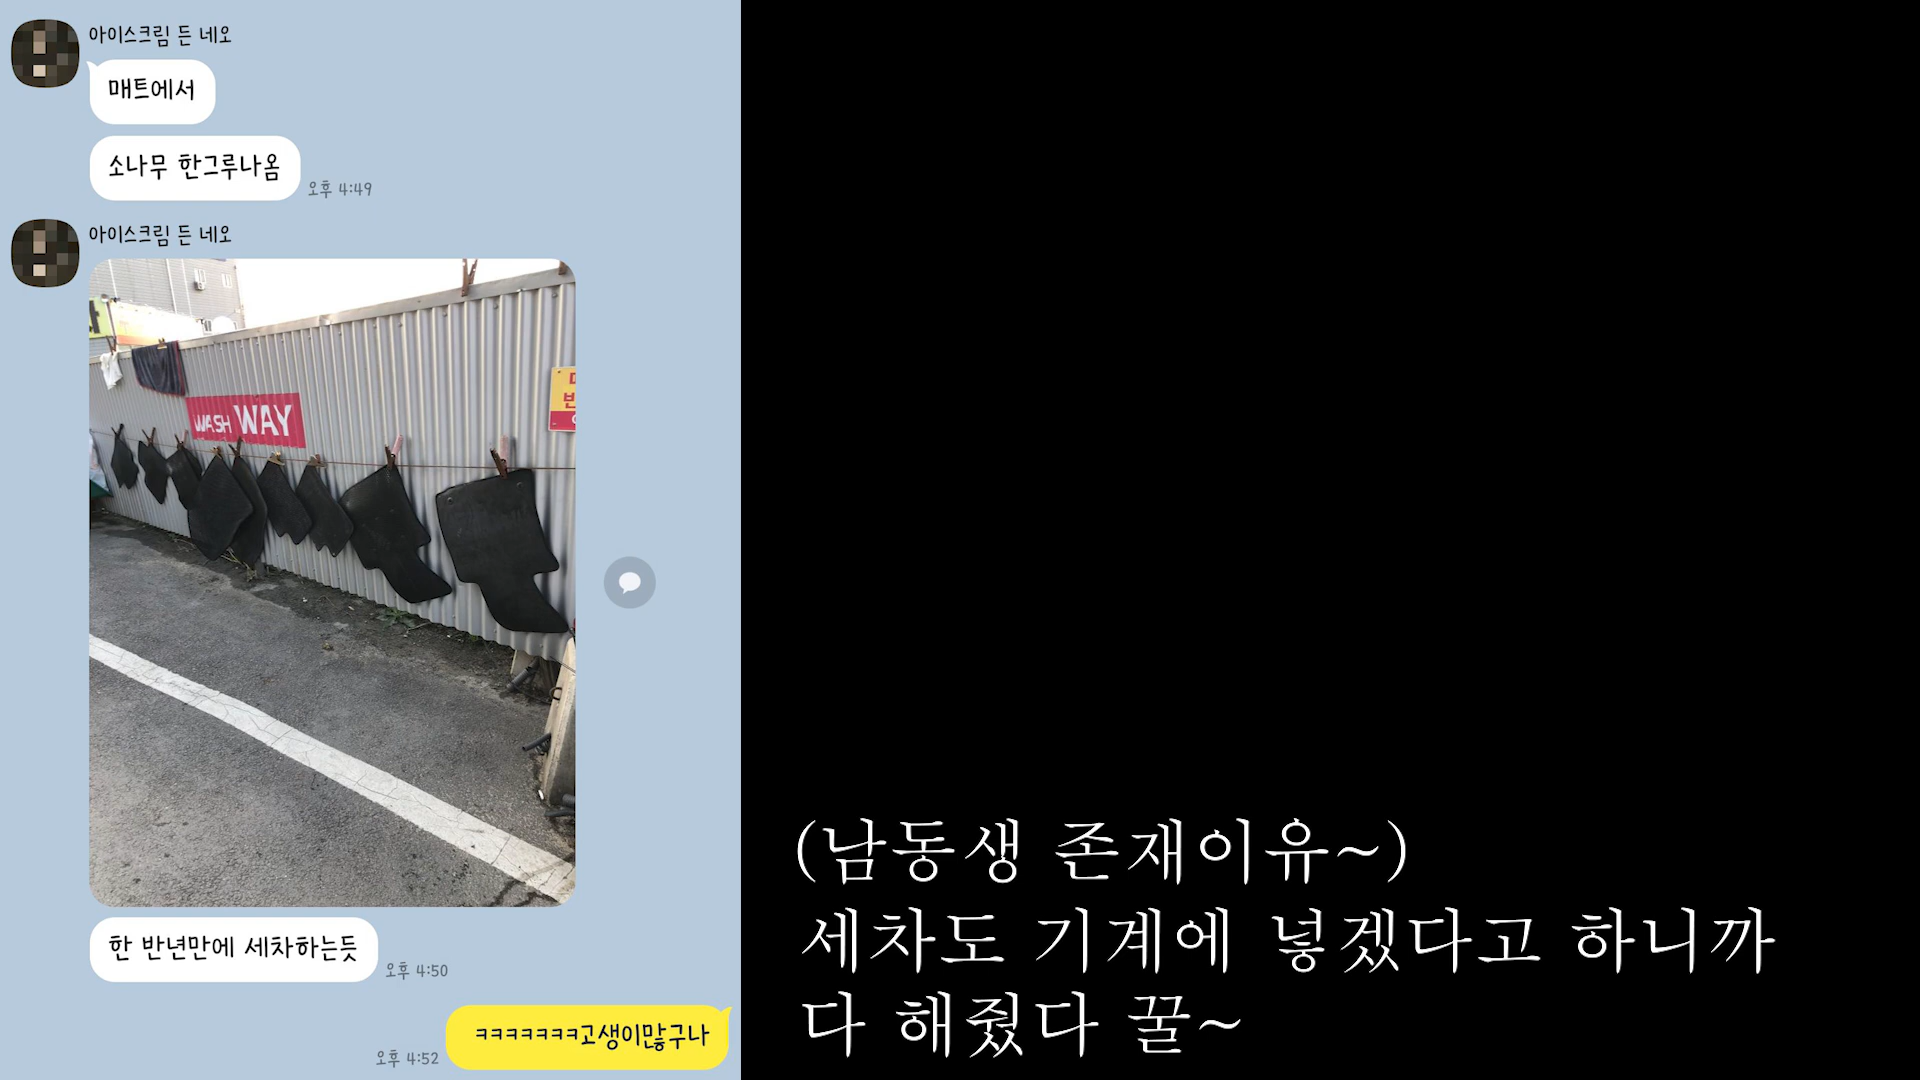 아이스크림 든 네오
매트에서
소나무 한그루나옴
오후 4:49
아이스크림 든 네오
WASH WAY
한 반년만에 세차하는듯
오후 4:50
ㅋㅋㅋㅋㅋㅋㅋ고생이많구나
오후 4:52
(남동생 존재이유~)
세차도 기계에 넣겠다고 하니까
다 해줬다 꿀~